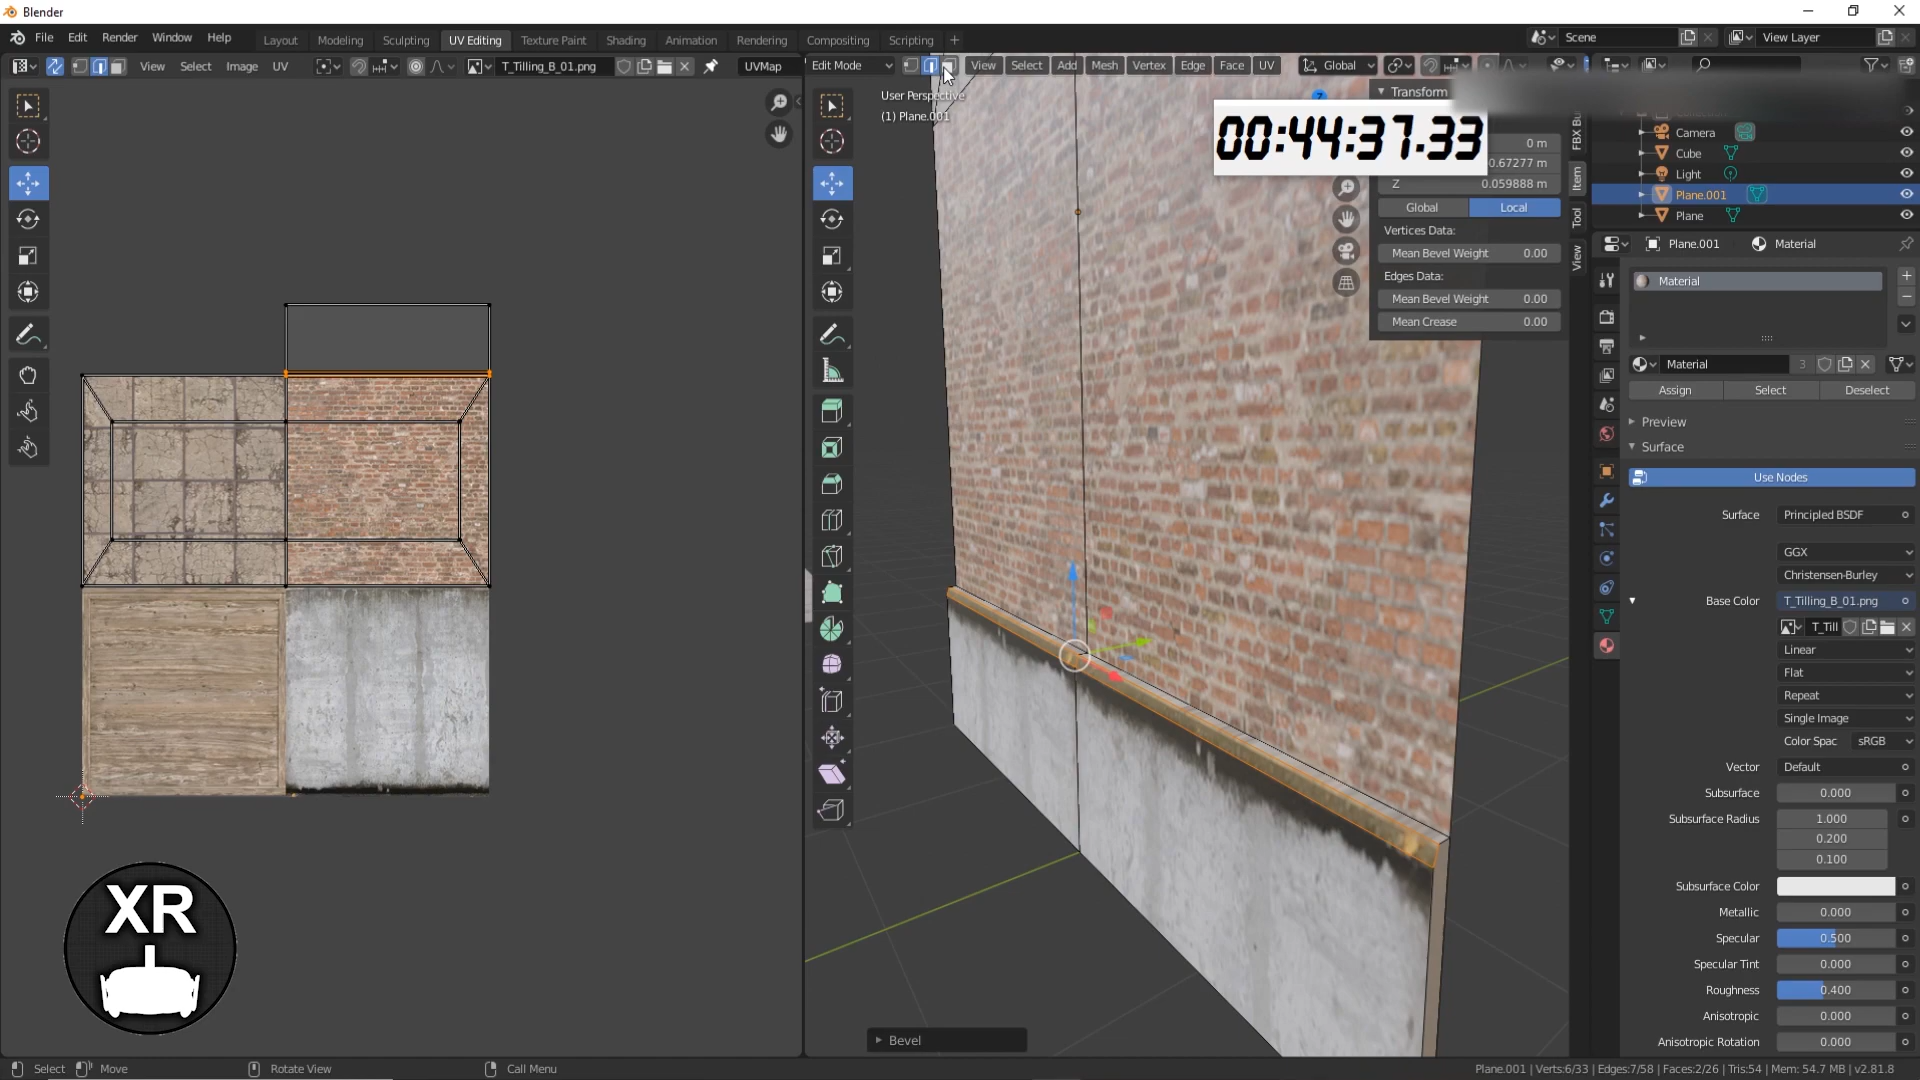 Blender
File Edit Render Window Help
Layout Modeling Sculpting UV Editing Texture Paint Shading Animation Rendering Compositing Scripting +
Scene
View Layer
View Select Image UV
T_Tilling_B_01.png
UVMap
Edit Mode
View Select Add Mesh Vertex Edge Face UV
Global
User Perspective
(1) Plane.001
Transform
00:44:37.33
0 m
0.67277 m
Z 0.059888 m
Global Local
Vertices Data:
Mean Bevel Weight 0.00
Edges Data:
Mean Bevel Weight 0.00
Mean Crease 0.00
FBX Bu
Item
Tool
View
Camera
Cube
Light
Plane.001
Plane
Plane.001 Material
Material
Material 3
Assign Select Deselect
Preview
Surface
Use Nodes
Surface Principled BSDF
GGX
Christensen-Burley
Base Color T_Tilling_B_01.png
T_Till
Linear
Flat
Repeat
Single Image
Color Spac sRGB
Vector Default
Subsurface 0.000
Subsurface Radius 1.000
0.200
0.100
Subsurface Color
Metallic 0.000
Specular 0.500
Specular Tint 0.000
Roughness 0.400
Anisotropic 0.000
Anisotropic Rotation 0.000
XR
Bevel
Select Move Rotate View Call Menu
Plane.001 | Verts:6/33 | Edges:7/58 | Faces:2/26 | Tris:54 | Mem: 54.7 MB | v2.81.8